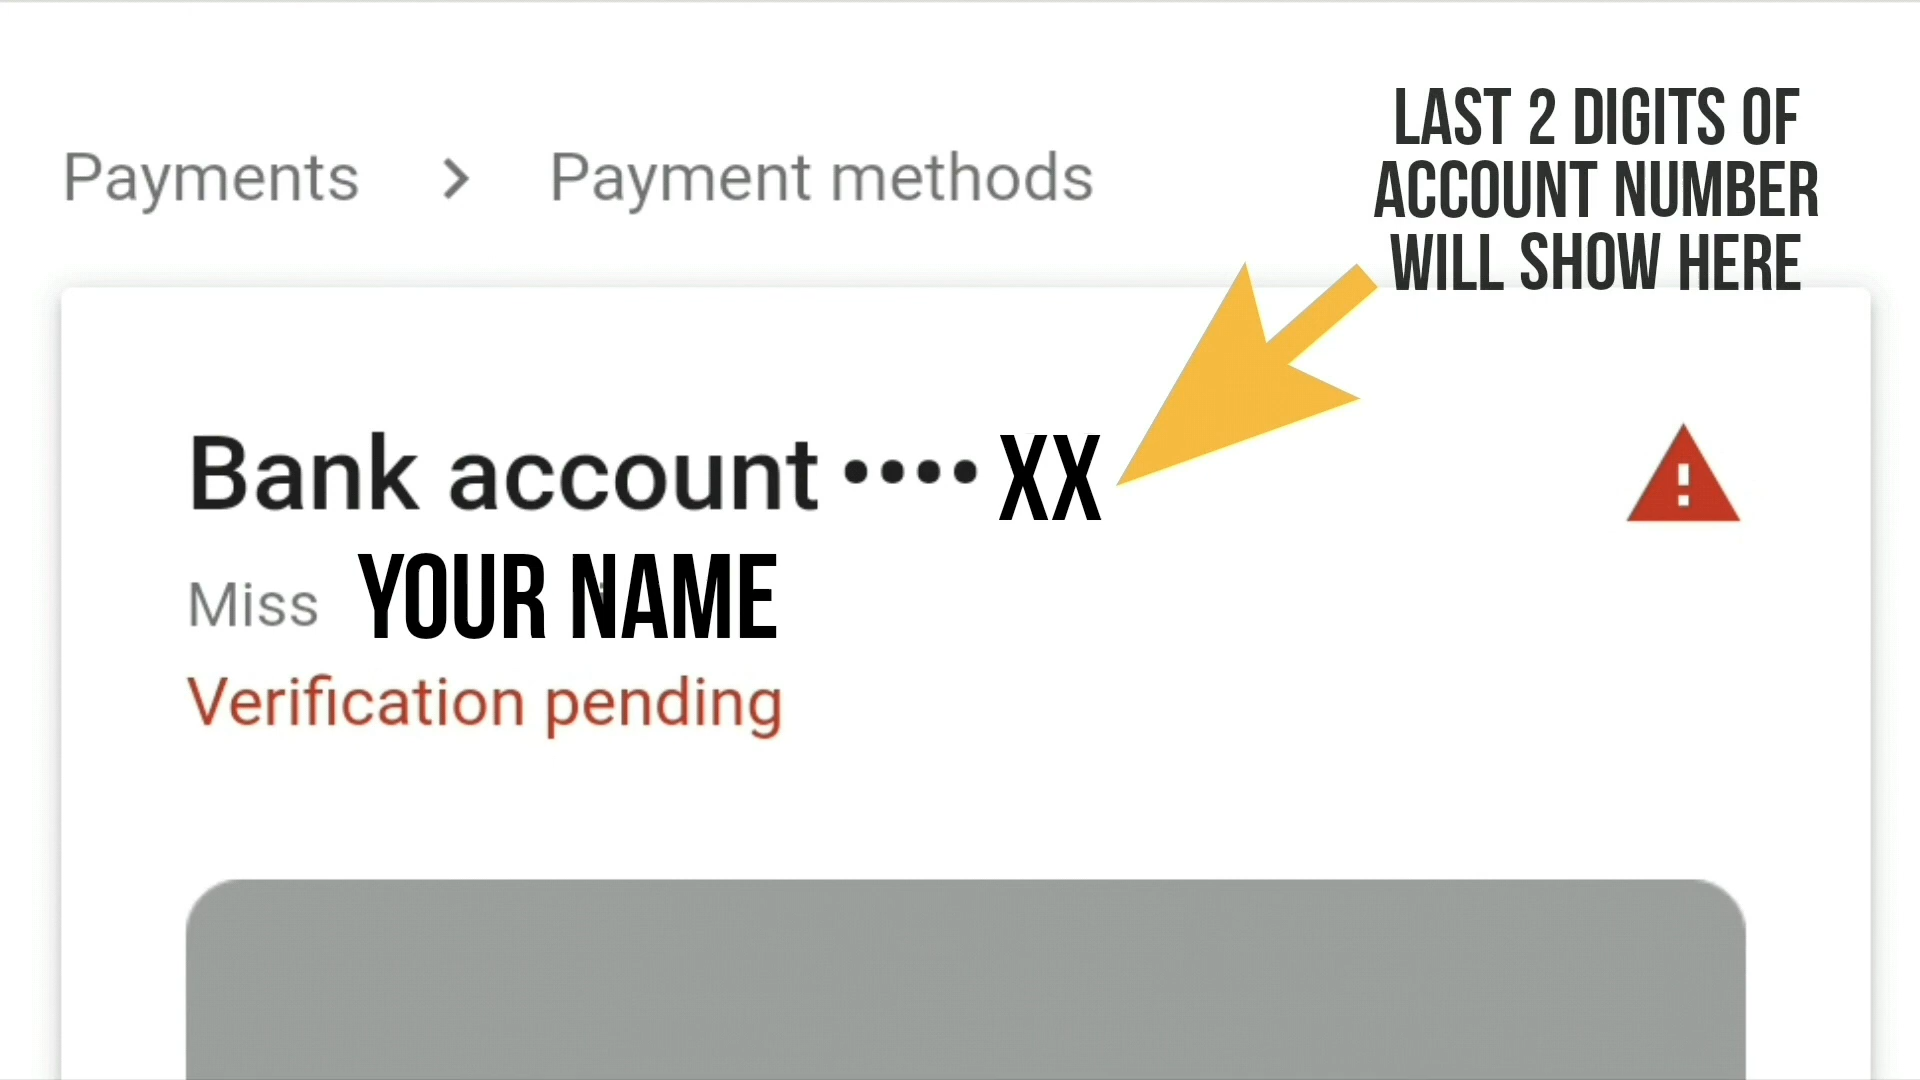 LAST 2 DIGITS OF
ACCOUNT NUMBER
WILL SHOW HERE
Payments > Payment methods
Bank account •••• XX
Miss YOUR NAME
Verification pending